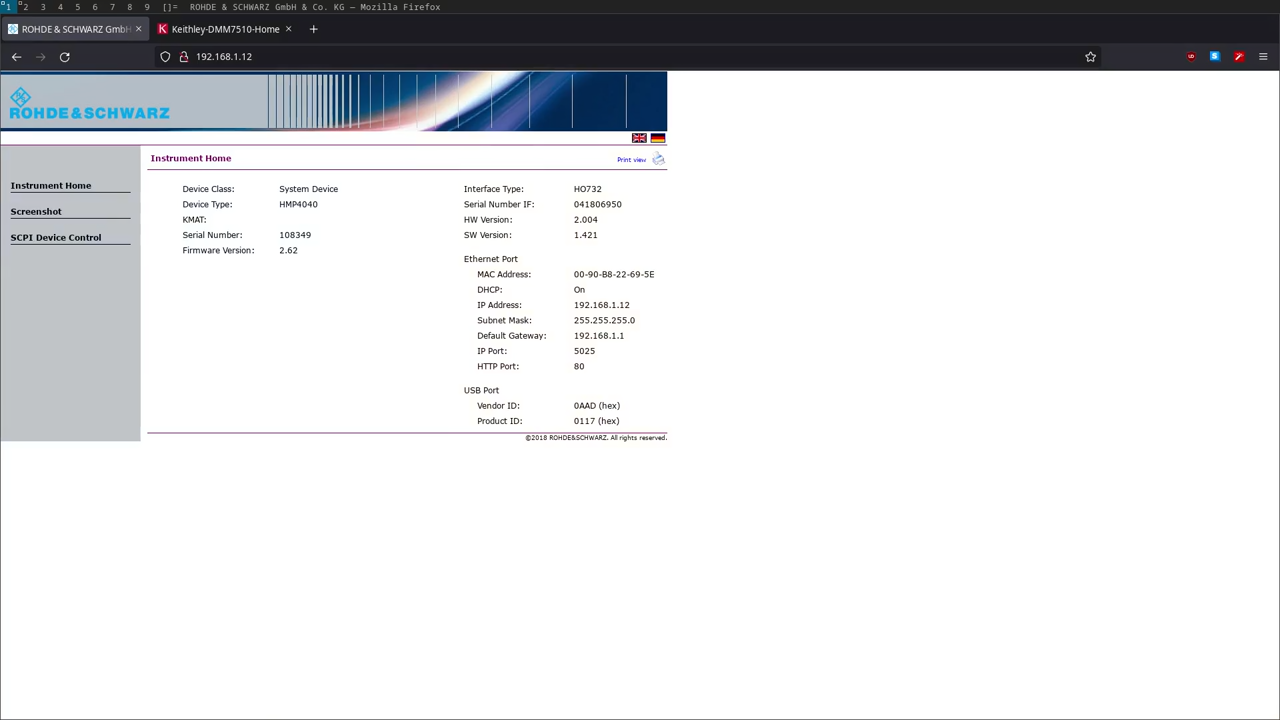 1 2 3 4 5 6 7 8 9 []= ROHDE & SCHWARZ GmbH & Co. KG — Mozilla Firefox
ROHDE & SCHWARZ GmbH
Keithley-DMM7510-Home
192.168.1.12
ROHDE & SCHWARZ
Instrument Home
Screenshot
SCPI Device Control
Instrument Home
Print view
Device Class: System Device
Device Type: HMP4040
KMAT:
Serial Number: 108349
Firmware Version: 2.62
Interface Type: HO732
Serial Number IF: 041806950
HW Version: 2.004
SW Version: 1.421
Ethernet Port
MAC Address: 00-90-B8-22-69-5E
DHCP: On
IP Address: 192.168.1.12
Subnet Mask: 255.255.255.0
Default Gateway: 192.168.1.1
IP Port: 5025
HTTP Port: 80
USB Port
Vendor ID: 0AAD (hex)
Product ID: 0117 (hex)
©2018 ROHDE&SCHWARZ. All rights reserved.